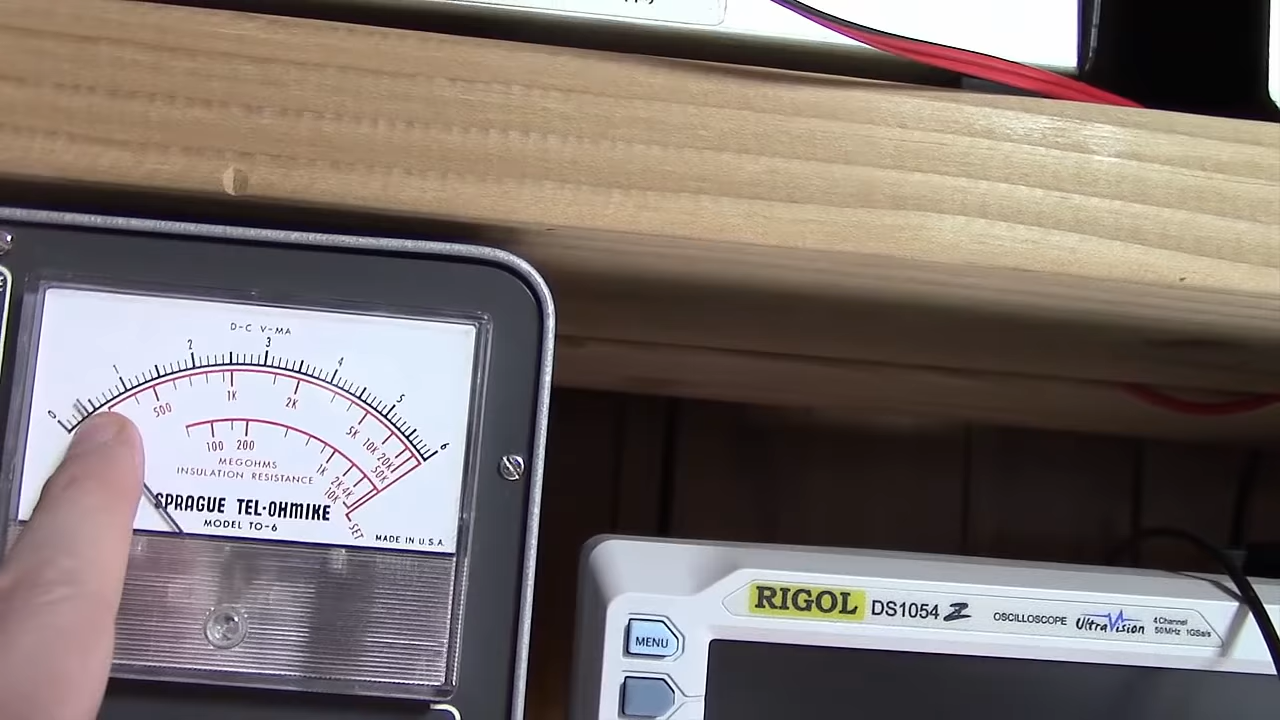 D-C V-MA
0 1 2 3 4 5 6
500 1K 2K 5K 10K 20K 50K
100 200 1K 2K 4K 10K
MEGOHMS
INSULATION RESISTANCE
SET
SPRAGUE TEL-OHMIKE
MODEL TO-6
MADE IN U.S.A.
RIGOL DS1054Z OSCILLOSCOPE UltraVision
4 Channel
50MHz 1GSa/s
MENU